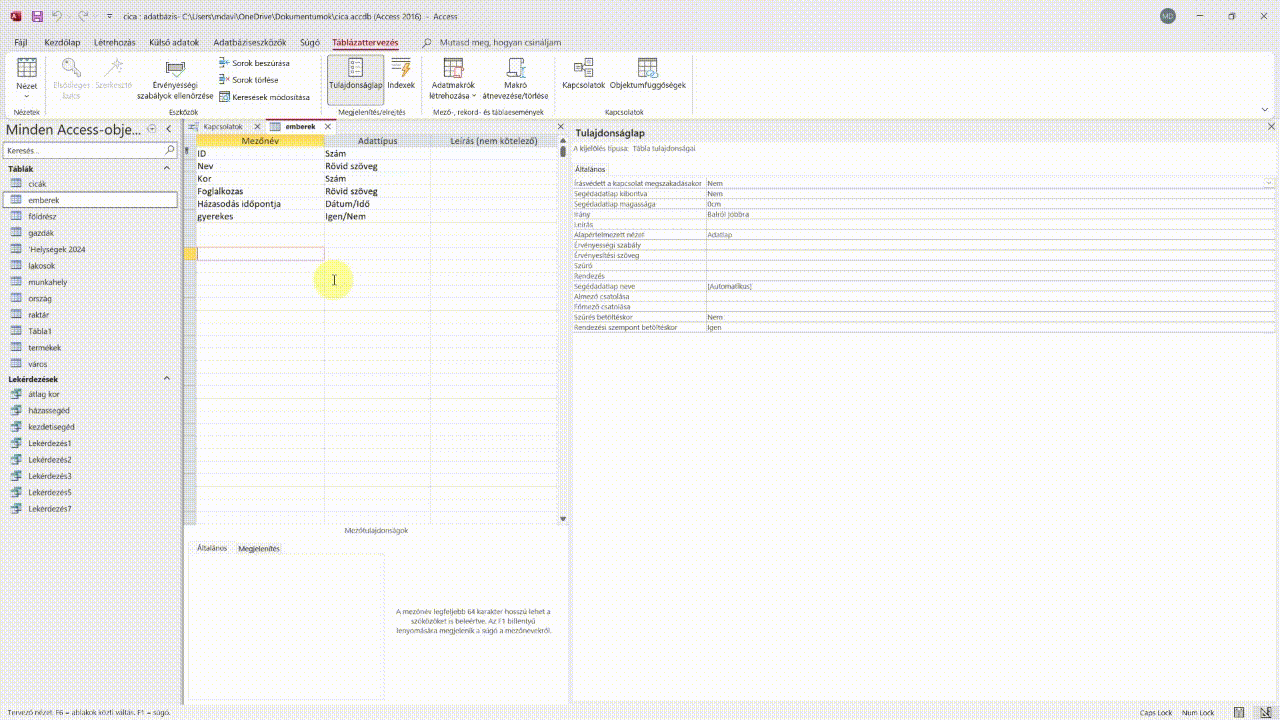 cica : adatbázis- C:\Users\mdavi\OneDrive\Dokumentumok\cica.accdb (Access 2016) - Access
MD
Fájl Kezdőlap Létrehozás Külső adatok Adatbáziseszközök Súgó Táblázattervezés Mutasd meg, hogyan csináljam
Nézet
Nézetek
Elsődleges kulcs
Szerkesztő
Érvényességi szabályok ellenőrzése
Sorok beszúrása
Sorok törlése
Keresések módosítása
Eszközök
Tulajdonságlap
Indexek
Megjelenítés/elrejtés
Adatmakrók létrehozása
Makró átnevezése/törlése
Mező-, rekord- és táblaesemények
Kapcsolatok
Objektumfüggőségek
Kapcsolatok
Minden Access-obje...
Keresés...
Táblák
cicák
emberek
földrész
gazdák
'Helységek 2024
lakosok
munkahely
ország
raktár
Tábla1
termékek
város
Lekérdezések
átlag kor
házassegéd
kezdetisegéd
Lekérdezés1
Lekérdezés2
Lekérdezés3
Lekérdezés5
Lekérdezés7
Kapcsolatok
emberek
Mezőnév Adattípus Leírás (nem kötelező)
ID Szám
Nev Rövid szöveg
Kor Szám
Foglalkozas Rövid szöveg
Házasodás időpontja Dátum/Idő
gyerekes Igen/Nem
Mezőtulajdonságok
Általános Megjelenítés
A mezőnév legfeljebb 64 karakter hosszú lehet a
szóközöket is beleértve. Az F1 billentyű
lenyomására megjelenik a súgó a mezőnevekről.
Tulajdonságlap
A kijelölés típusa: Tábla tulajdonságai
Általános
Írásvédett a kapcsolat megszakadásakor Nem
Segédadatlap kibontva Nem
Segédadatlap magassága 0cm
Irány Balról jobbra
Leírás
Alapértelmezett nézet Adatlap
Érvényességi szabály
Érvényesítési szöveg
Szűrő
Rendezés
Segédadatlap neve [Automatikus]
Almező csatolása
Főmező csatolása
Szűrés betöltéskor Nem
Rendezési szempont betöltéskor Igen
Tervező nézet. F6 = ablakok közti váltás. F1 = súgó.
Caps Lock Num Lock